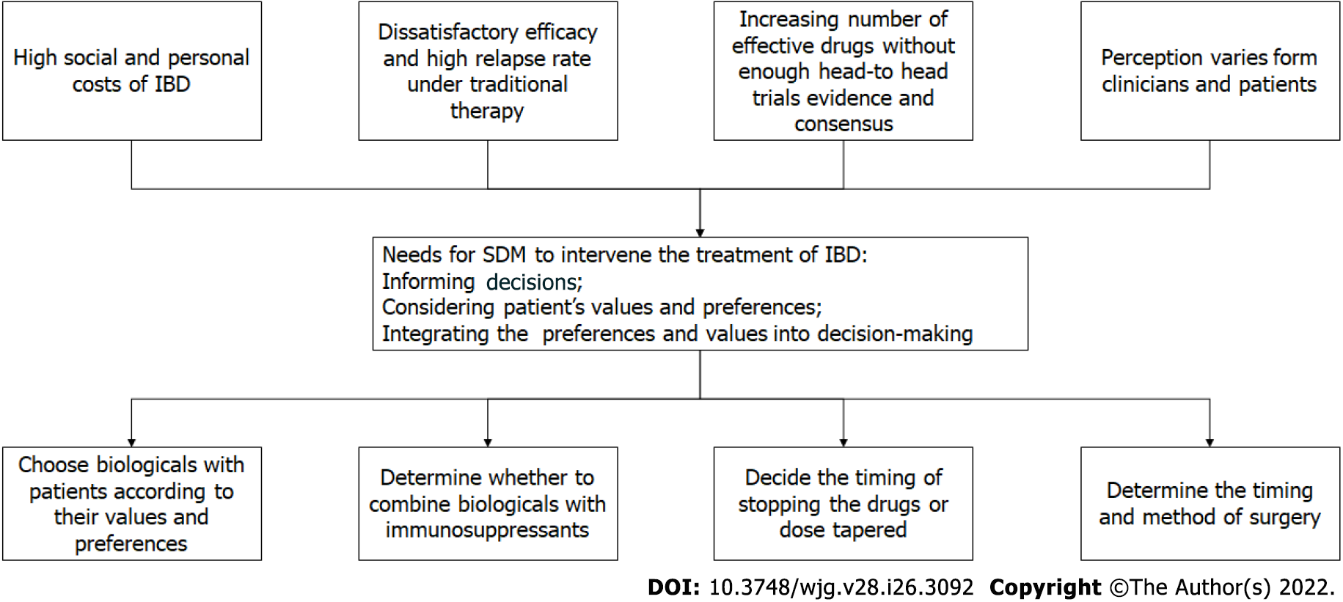 High social and personal
costs of IBD
Dissatisfactory efficacy
and high relapse rate
under traditional
therapy
Increasing number of
effective drugs without
enough head-to head
trials evidence and
consensus
Perception varies form
clinicians and patients
Needs for SDM to intervene the treatment of IBD:
Informing decisions;
Considering patient's values and preferences;
Integrating the preferences and values into decision-making
Choose biologicals with
patients according to
their values and
preferences
Determine whether to
combine biologicals with
immunosuppressants
Decide the timing of
stopping the drugs or
dose tapered
Determine the timing
and method of surgery
DOI: 10.3748/wjg.v28.i26.3092 Copyright ©The Author(s) 2022.